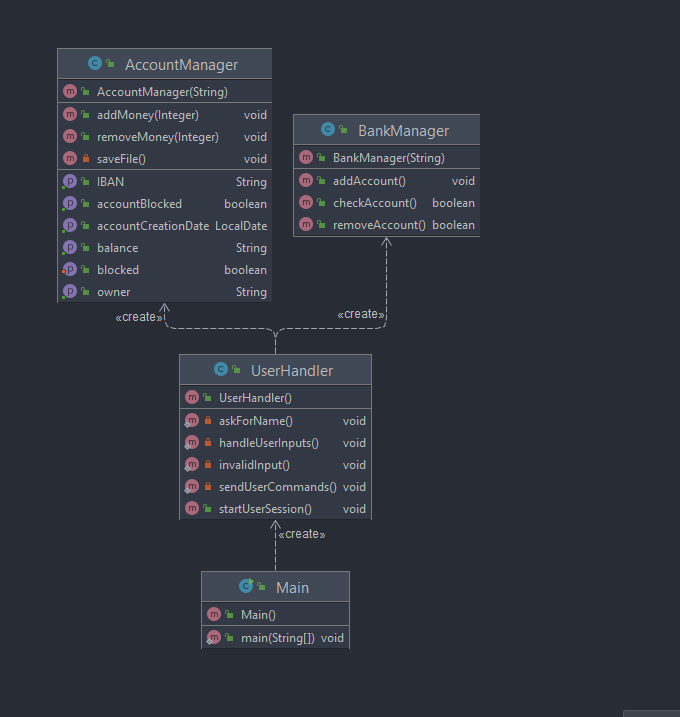 AccountManager
AccountManager(String)
addMoney(Integer) void
removeMoney(Integer) void
saveFile() void
IBAN String
accountBlocked boolean
accountCreationDate LocalDate
balance String
blocked boolean
owner String
BankManager
BankManager(String)
addAccount() void
checkAccount() boolean
removeAccount() boolean
«create»
«create»
UserHandler
UserHandler()
askForName() void
handleUserInputs() void
invalidInput() void
sendUserCommands() void
startUserSession() void
«create»
Main
Main()
main(String[]) void